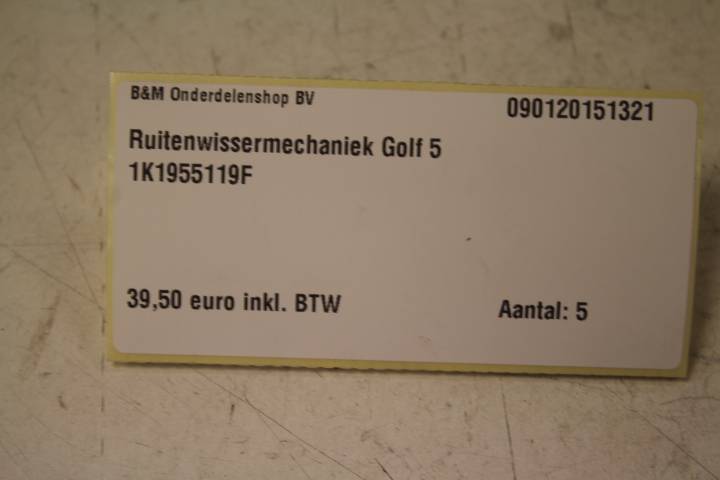 B&M Onderdelenshop BV
090120151321
Ruitenwissermechaniek Golf 5
1K1955119F
39,50 euro inkl. BTW
Aantal: 5